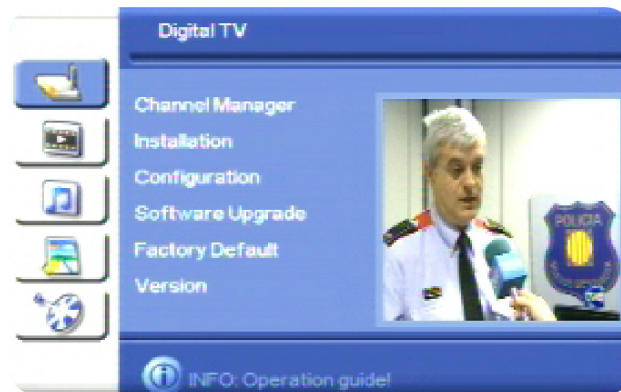 Digital TV
Channel Manager
Installation
Configuration
Software Upgrade
Factory Default
Version
POLICIA
INFO: Operation guide!